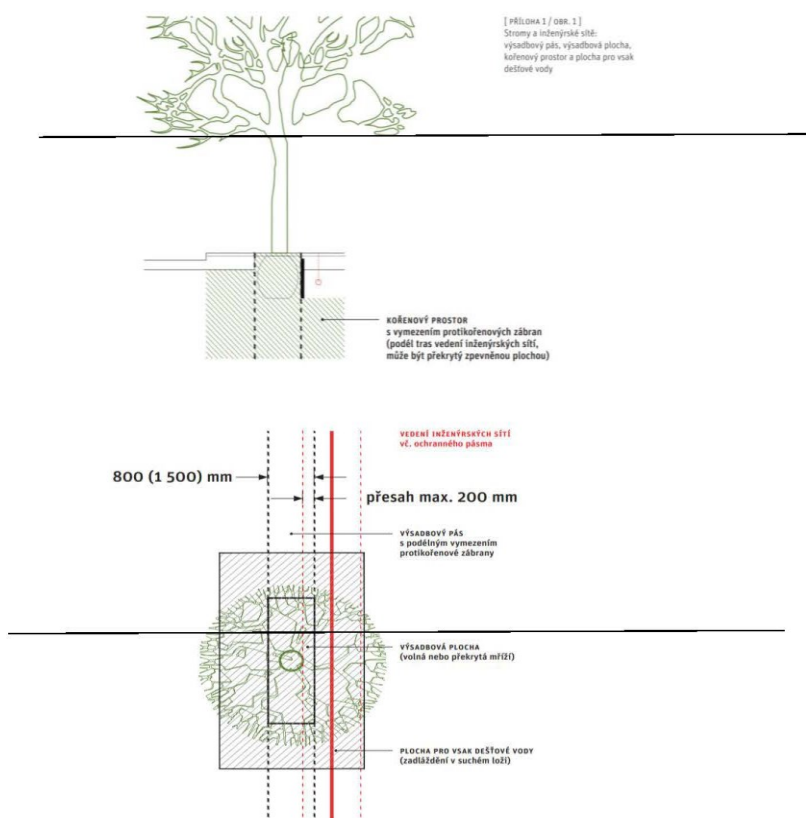 [ PŘÍLOHA 1 / OBR. 1 ]
Stromy a inženýrské sítě:
výsadbový pás, výsadbová plocha,
kořenový prostor a plocha pro vsak
dešťové vody
KOŘENOVÝ PROSTOR
s vymezením protikořenových zábran
(podél tras vedení inženýrských sítí,
může být překrytý zpevněnou plochou)
VEDENÍ INŽENÝRSKÝCH SÍTÍ
vč. ochranného pásma
800 (1 500) mm
přesah max. 200 mm
VÝSADBOVÝ PÁS
s podélným vymezením
protikořenové zábrany
VÝSADBOVÁ PLOCHA
(volná nebo překrytá mříží)
PLOCHA PRO VSAK DEŠŤOVÉ VODY
(zadláždění v suchém loži)